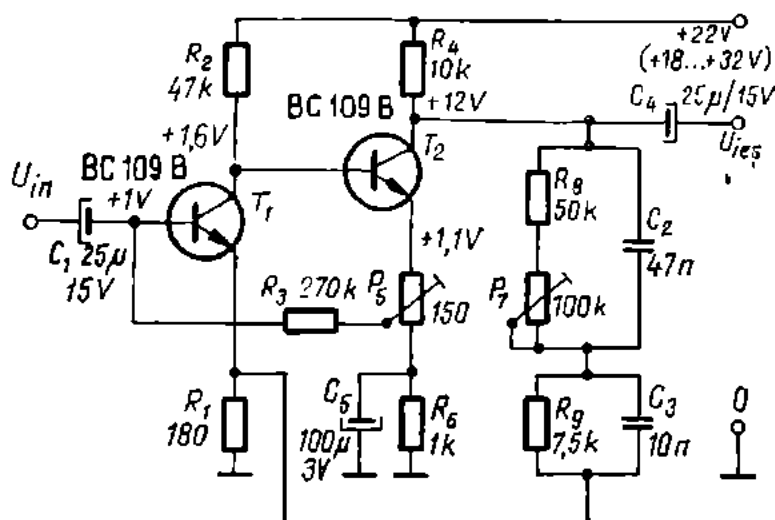 R2
47k
R4
10k
+22V
(+18...+32V)
C4
25µ/15V
BC 109 B
+12V
+1,6V
T2
Uieş
Uin
BC 109 B
+1V
T1
R8
50k
C2
47n
C1 25µ
15V
+1,1V
R3 270k
P5
150
P7
100k
R1
180
C5
100µ
3V
R6
1k
R9
7,5k
C3
10n
0